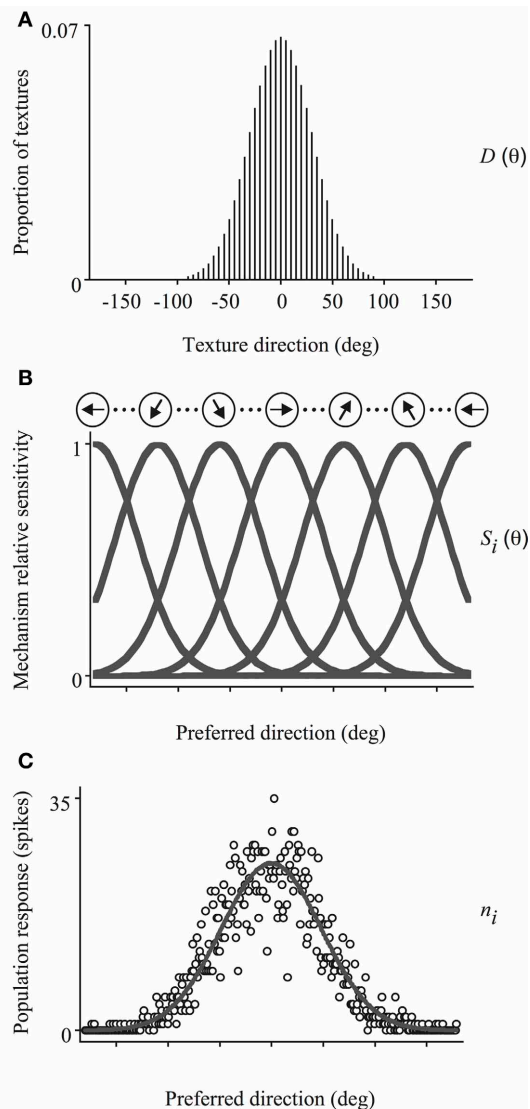 A
0.07
Proportion of textures
D (θ)
0
-150 -100 -50 0 50 100 150
Texture direction (deg)
B
1
Mechanism relative sensitivity
S_i (θ)
0
Preferred direction (deg)
C
35
Population response (spikes)
n_i
0
Preferred direction (deg)